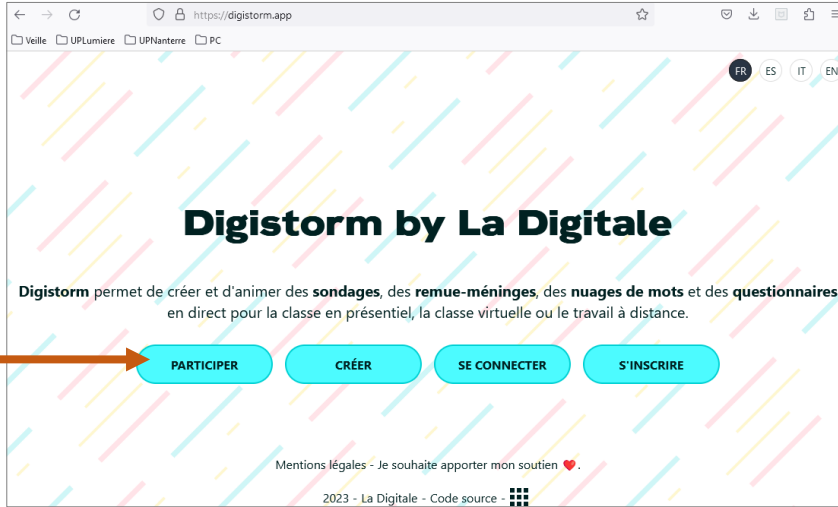 https://digistorm.app
Veille UPLumiere UPNanterre PC
FR ES IT EN
Digistorm by La Digitale
Digistorm permet de créer et d'animer des sondages, des remue-méninges, des nuages de mots et des questionnaires
en direct pour la classe en présentiel, la classe virtuelle ou le travail à distance.
PARTICIPER CRÉER SE CONNECTER S'INSCRIRE
Mentions légales - Je souhaite apporter mon soutien ❤️.
2023 - La Digitale - Code source -